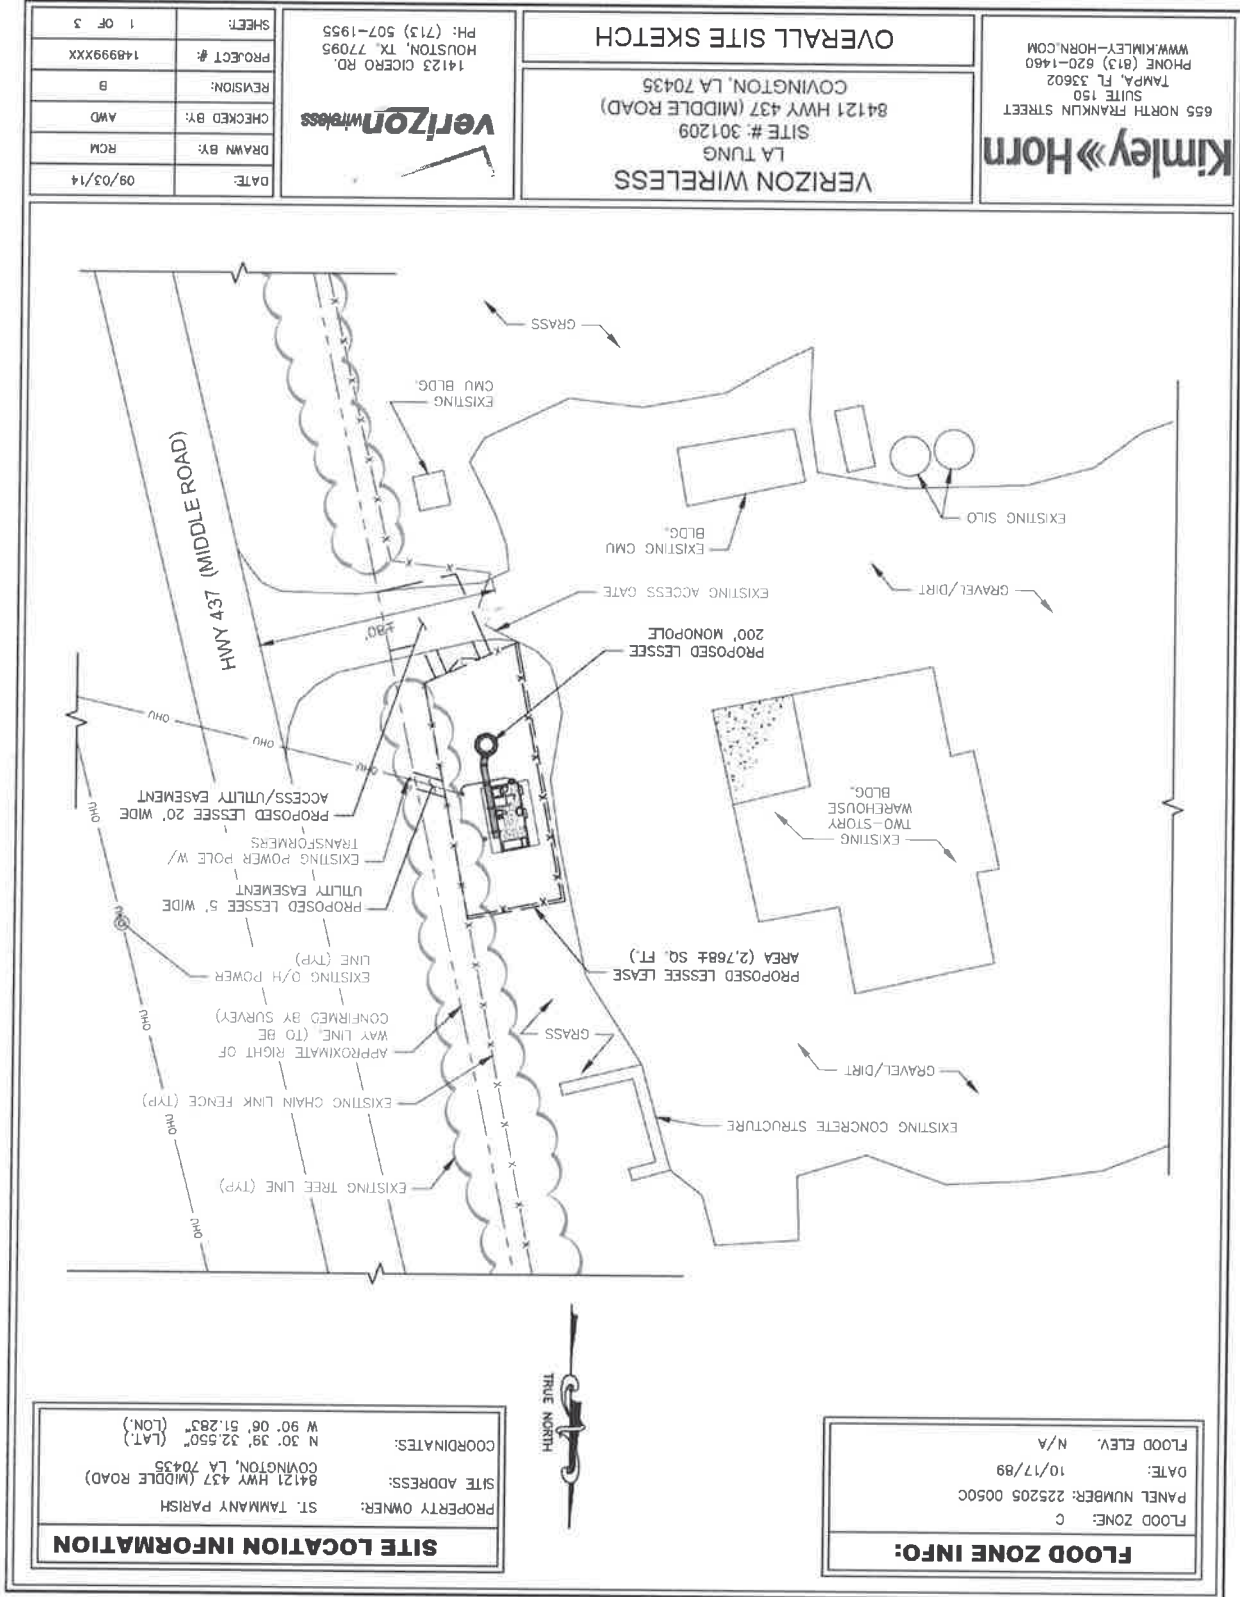 FLOOD ZONE INFO:
FLOOD ZONE: C
PANEL NUMBER: 225205 0050C
DATE: 10/17/89
FLOOD ELEV. N/A
SITE LOCATION INFORMATION
PROPERTY OWNER: ST. TAMMANY PARISH
SITE ADDRESS: 84121 HWY 437 (MIDDLE ROAD)
COVINGTON, LA 70435
COORDINATES: N 30° 39' 32.550" (LAT.)
W 90° 06' 51.283" (LON.)
TRUE NORTH
EXISTING CONCRETE STRUCTURE
GRAVEL/DIRT
GRASS
PROPOSED LESSEE LEASE
AREA (2,768± SQ. FT.)
EXISTING
TWO-STORY
WAREHOUSE
BLDG.
EXISTING TREE LINE (TYP)
EXISTING CHAIN LINK FENCE (TYP)
APPROXIMATE RIGHT OF
WAY LINE. (TO BE
CONFIRMED BY SURVEY)
EXISTING O/H POWER
LINE (TYP)
PROPOSED LESSEE 5' WIDE
UTILITY EASEMENT
EXISTING POWER POLE W/
TRANSFORMERS
PROPOSED LESSEE 20' WIDE
ACCESS/UTILITY EASEMENT
OHU
OHU
OHU
OHU
OHU
OHU
PROPOSED LESSEE
200' MONOPOLE
EXISTING ACCESS GATE
±80'
HWY 437 (MIDDLE ROAD)
GRAVEL/DIRT
EXISTING SILO
EXISTING CMU
BLDG.
EXISTING
CMU BLDG.
GRASS
Kimley»Horn
655 NORTH FRANKLIN STREET
SUITE 150
TAMPA, FL 33602
PHONE (813) 620-1460
WWW.KIMLEY-HORN.COM
VERIZON WIRELESS
LA TUNG
SITE #: 301209
84121 HWY 437 (MIDDLE ROAD)
COVINGTON, LA 70435
OVERALL SITE SKETCH
verizonwireless
14123 CICERO RD.
HOUSTON, TX. 77095
PH: (713) 507-1955
DATE: 09/03/14
DRAWN BY: RCM
CHECKED BY: AWD
REVISION: B
PROJECT #: 148999XXX
SHEET: 1 OF 3